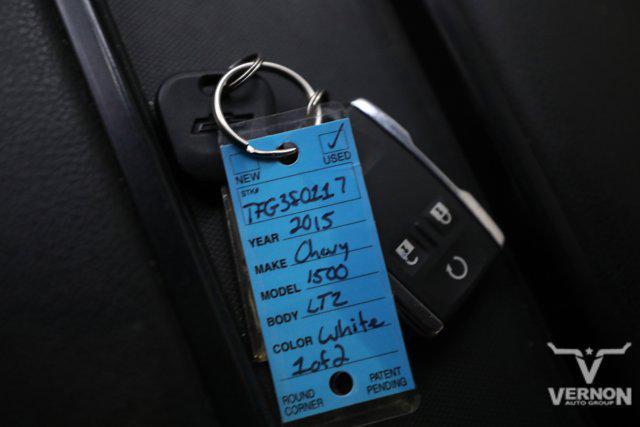 ✓
NEW USED
STK# TFG380117
YEAR 2015
MAKE Chevy
MODEL 1500
BODY LTZ
COLOR White
1 of 2
ROUND CORNER
PATENT PENDING
VERNON
AUTO GROUP